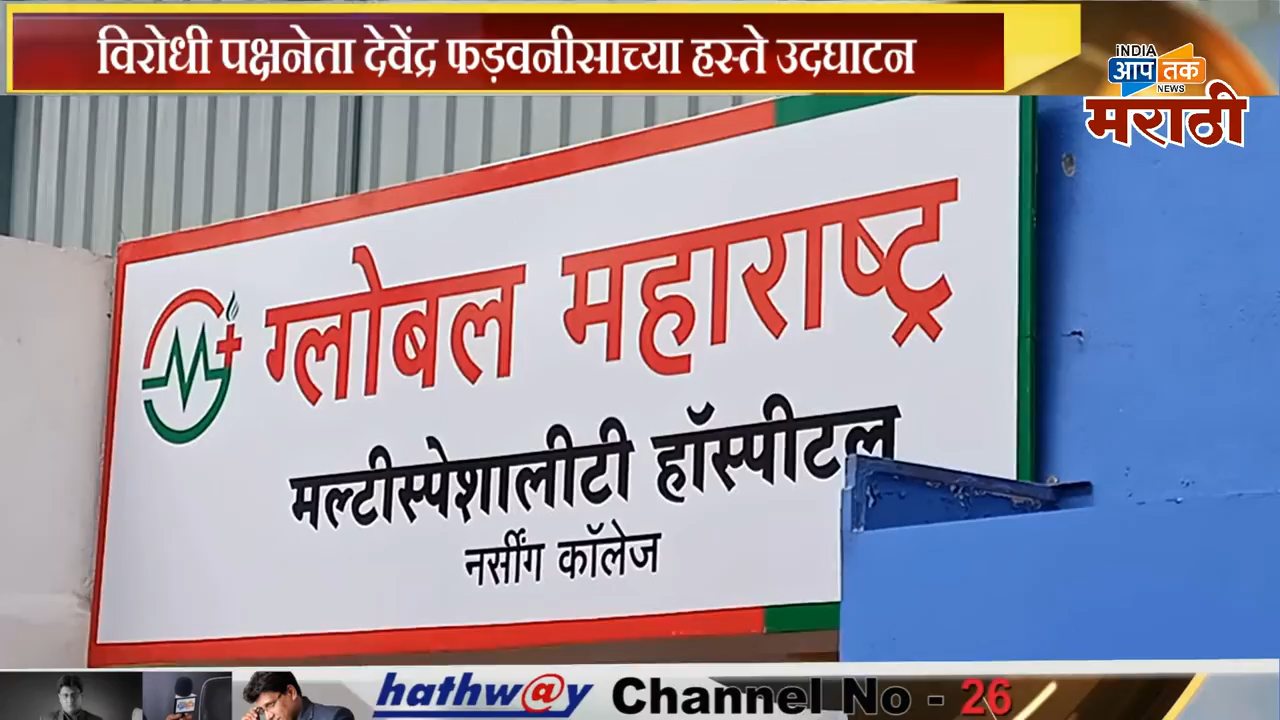 विरोधी पक्षनेता देवेंद्र फड़वनीसाच्या हस्ते उदघाटन
INDIA
आप तक
NEWS
मराठी
ग्लोबल महाराष्ट्र
मल्टीस्पेशालीटी हॉस्पीटल
नर्सींग कॉलेज
hathw@y Channel No - 26